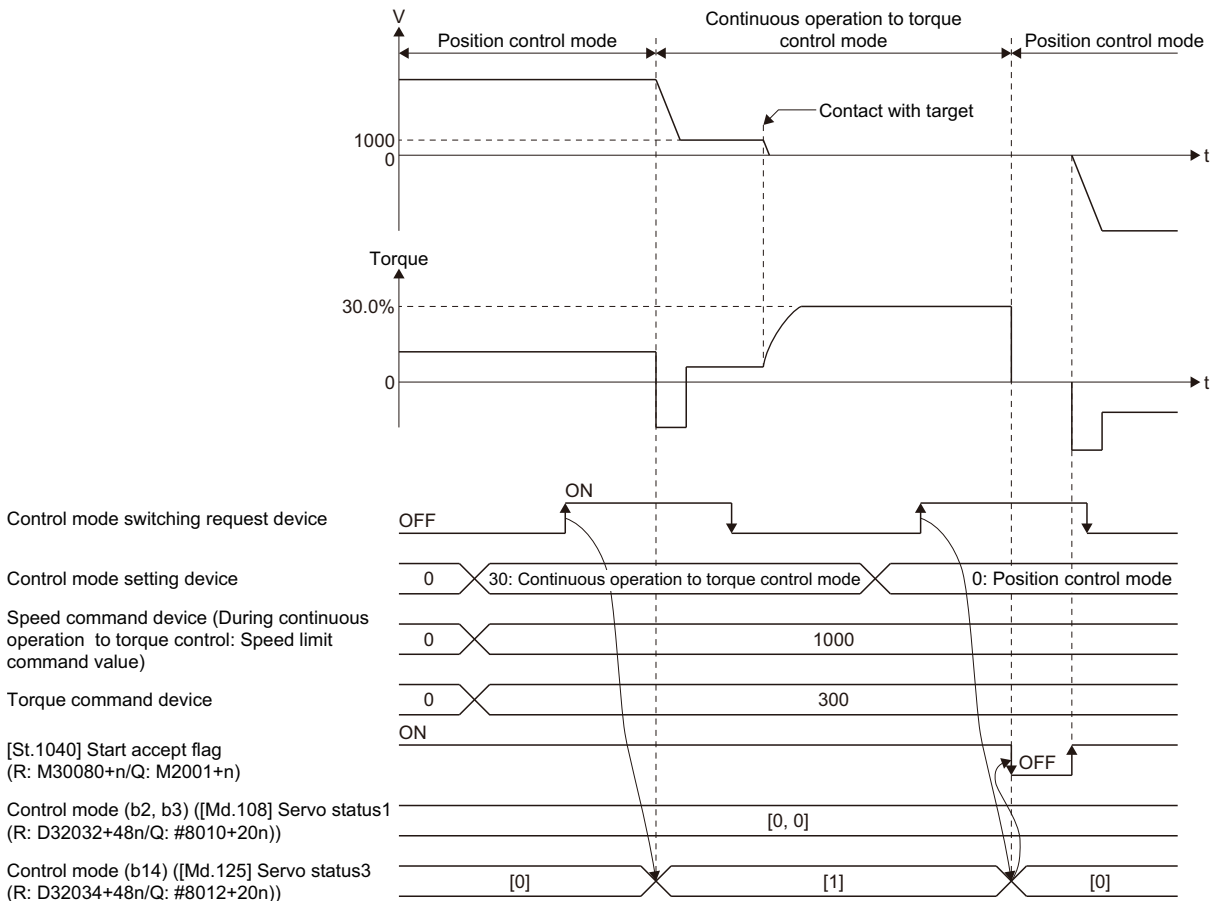 V
Continuous operation to torque
control mode
Position control mode
Position control mode
Contact with target
1000
0
t
Torque
30.0%
0
t
ON
Control mode switching request device
OFF
Control mode setting device
0
30: Continuous operation to torque control mode
0: Position control mode
Speed command device (During continuous
operation to torque control: Speed limit
command value)
0
1000
Torque command device
0
300
ON
[St.1040] Start accept flag
(R: M30080+n/Q: M2001+n)
OFF
Control mode (b2, b3) ([Md.108] Servo status1
(R: D32032+48n/Q: #8010+20n))
[0, 0]
Control mode (b14) ([Md.125] Servo status3
(R: D32034+48n/Q: #8012+20n))
[0]
[1]
[0]